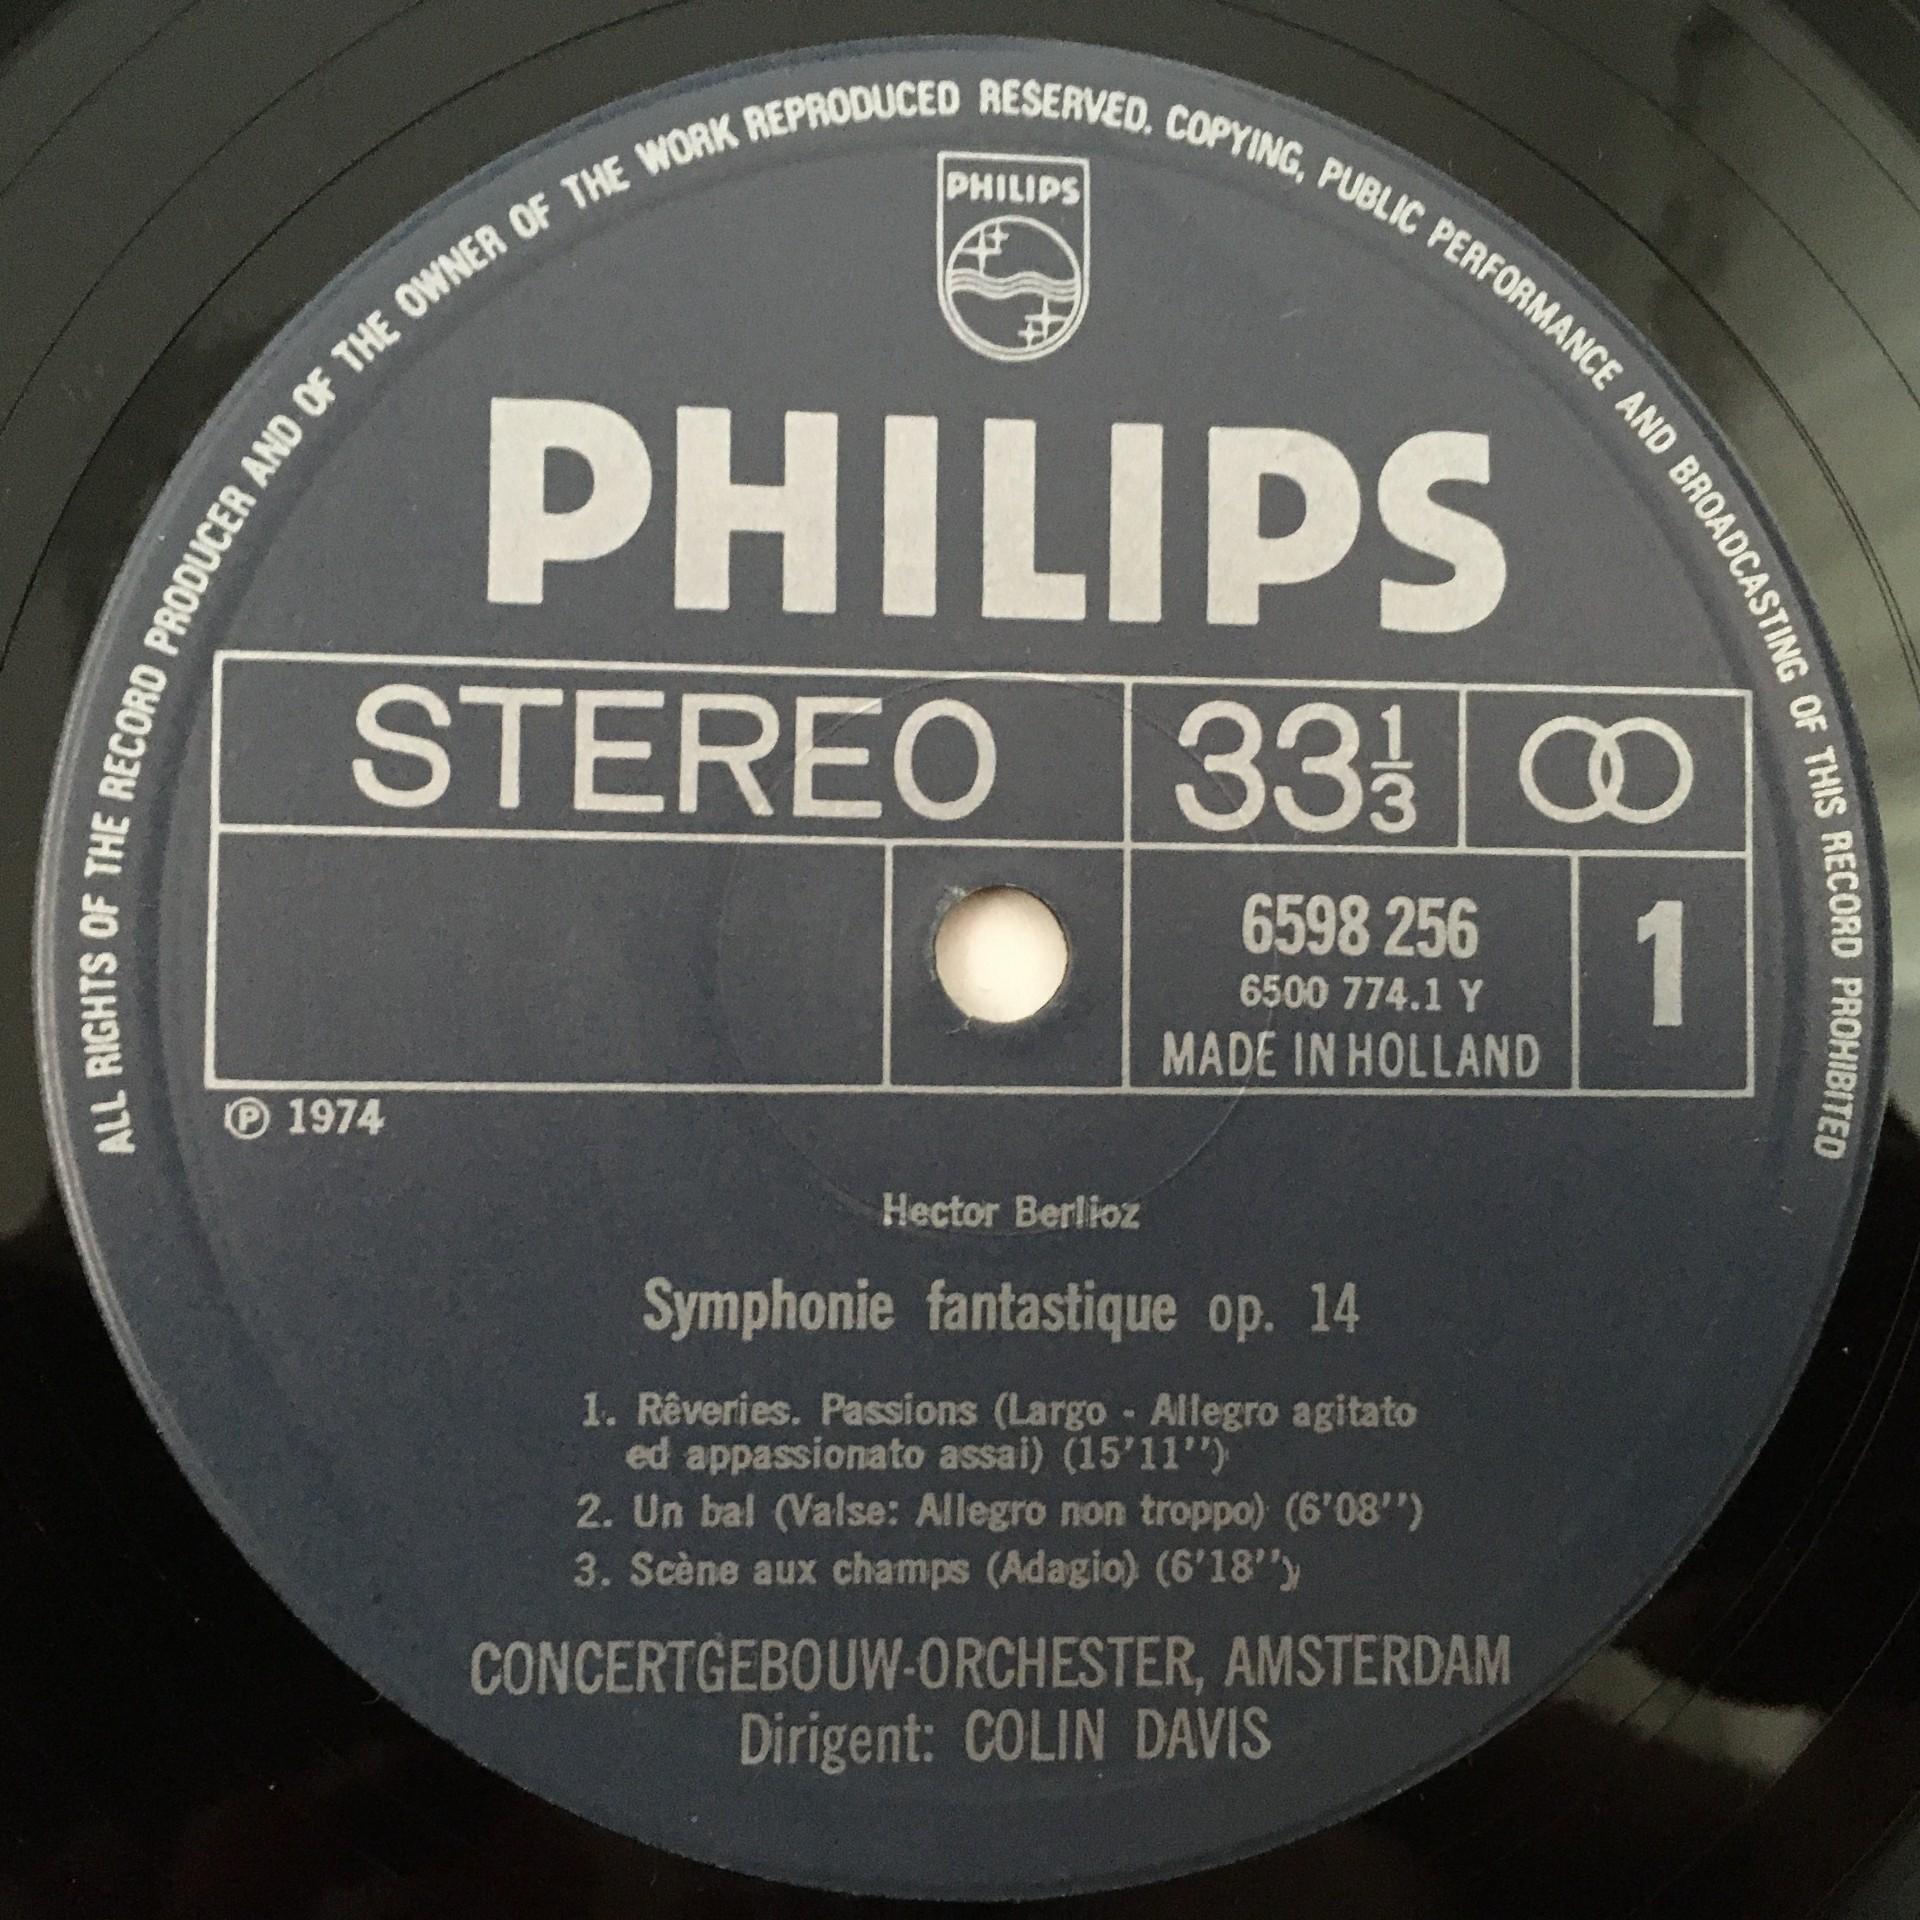 ALL RIGHTS OF THE RECORD PRODUCER AND OF THE OWNER OF THE WORK REPRODUCED RESERVED. COPYING, PUBLIC PERFORMANCE AND BROADCASTING OF THIS RECORD PROHIBITED
PHILIPS
PHILIPS
STEREO 33 1/3
6598 256 1
6500 774.1 Y
MADE IN HOLLAND
Ⓟ 1974
Hector Berlioz
Symphonie fantastique op. 14
1. Rêveries. Passions (Largo - Allegro agitato
ed appassionato assai) (15'11'')
2. Un bal (Valse: Allegro non troppo) (6'08'')
3. Scène aux champs (Adagio) (6'18'')
CONCERTGEBOUW-ORCHESTER, AMSTERDAM
Dirigent: COLIN DAVIS